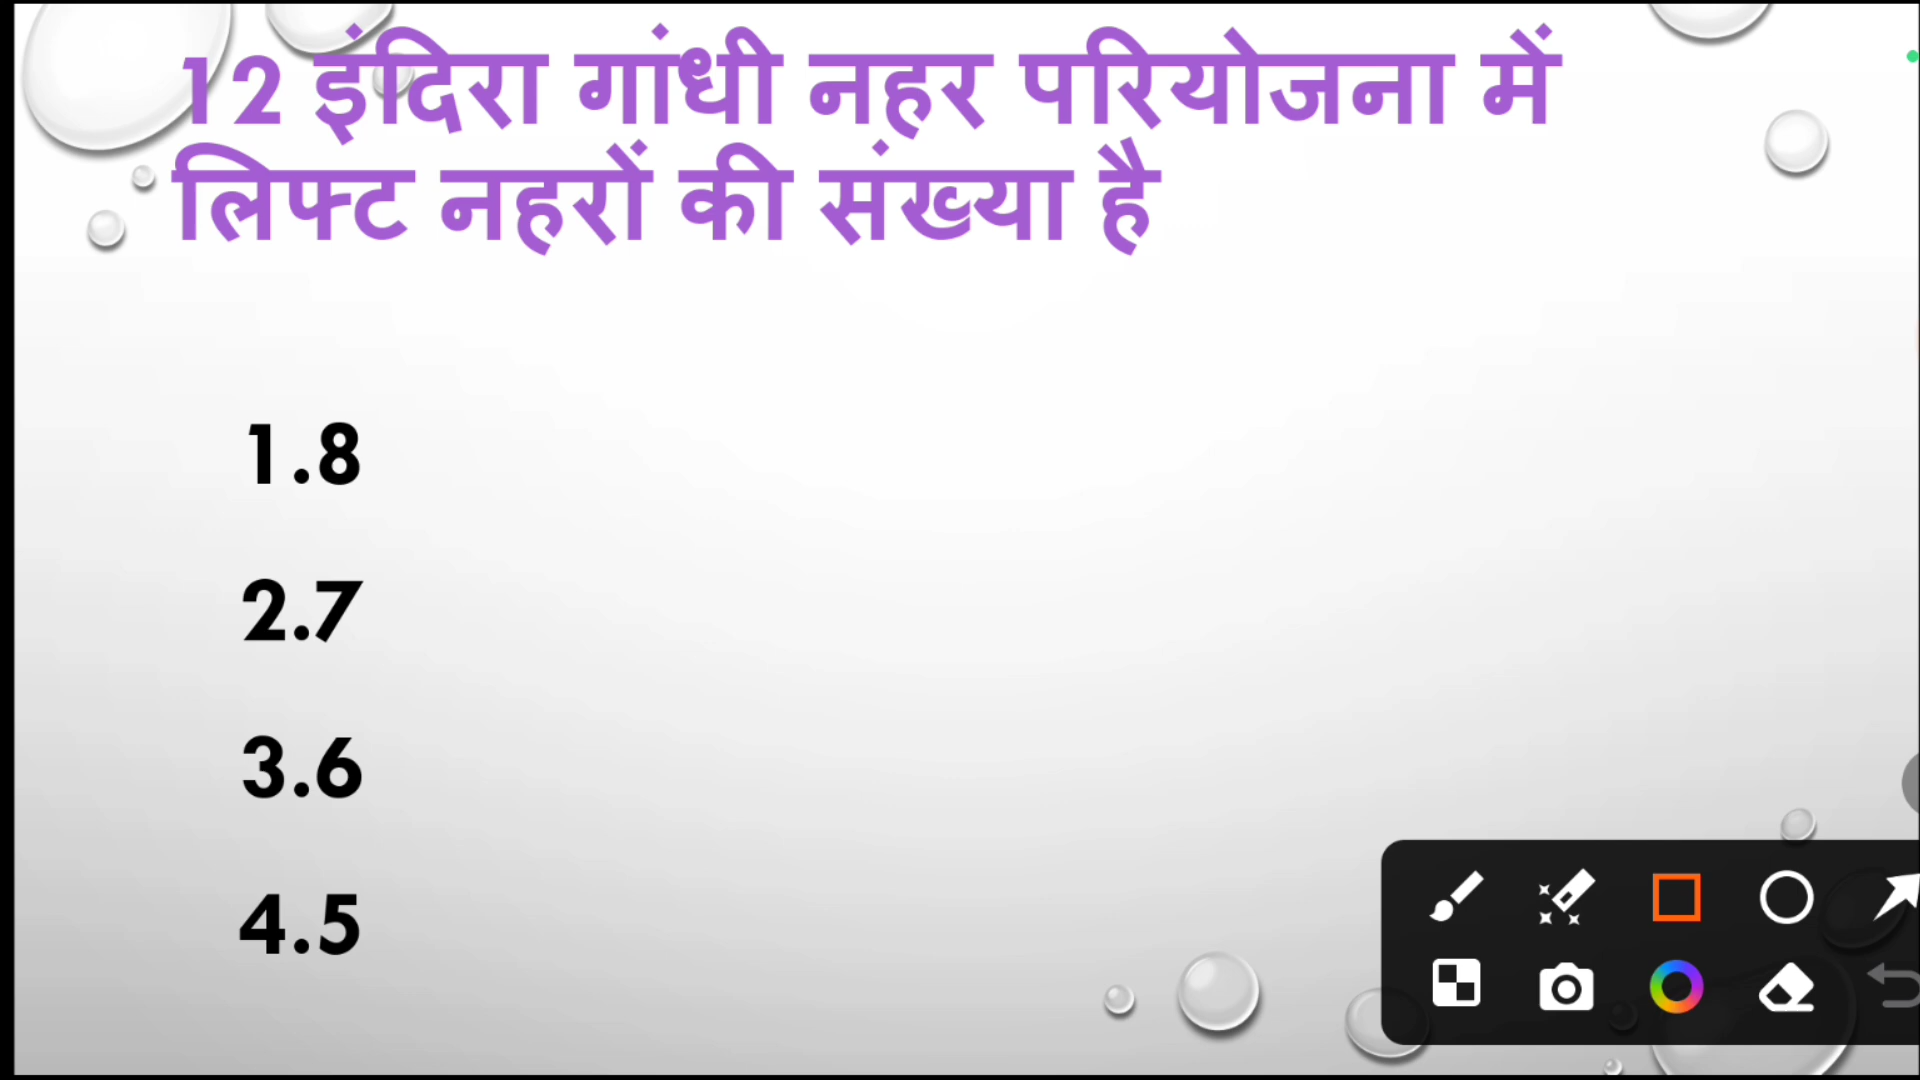 12 इंदिरा गांधी नहर परियोजना में
लिफ्ट नहरों की संख्या है
1.8
2.7
3.6
4.5